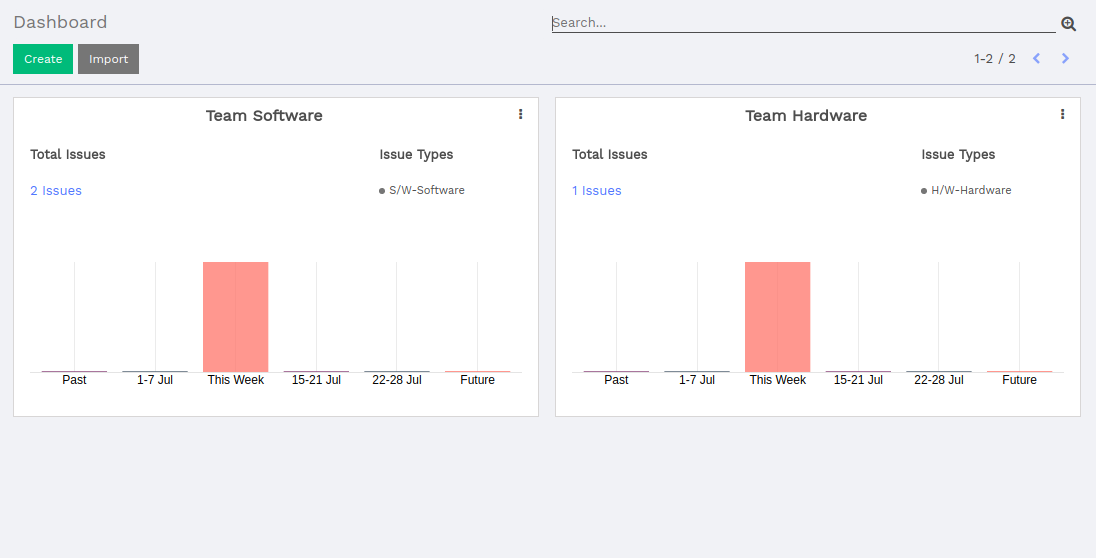 Dashboard
Search...
Create Import
1-2 / 2
Team Software
Total Issues Issue Types
2 Issues S/W-Software
Past 1-7 Jul This Week 15-21 Jul 22-28 Jul Future
Team Hardware
Total Issues Issue Types
1 Issues H/W-Hardware
Past 1-7 Jul This Week 15-21 Jul 22-28 Jul Future